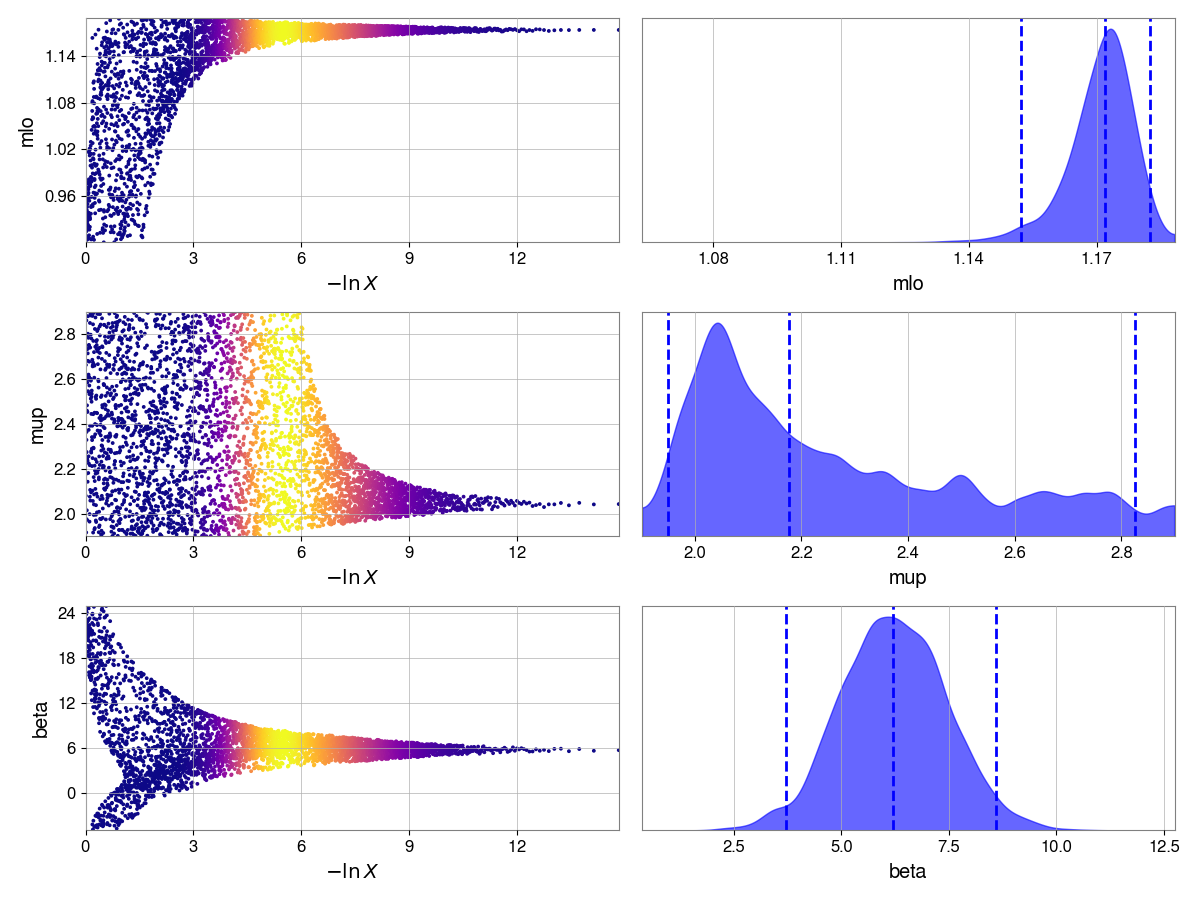 1.14
1.08
1.02
0.96
mlo
0 3 6 9 12
−ln X
1.08 1.11 1.14 1.17
mlo
2.8
2.6
2.4
2.2
2.0
mup
0 3 6 9 12
−ln X
2.0 2.2 2.4 2.6 2.8
mup
24
18
12
6
0
beta
0 3 6 9 12
−ln X
2.5 5.0 7.5 10.0 12.5
beta